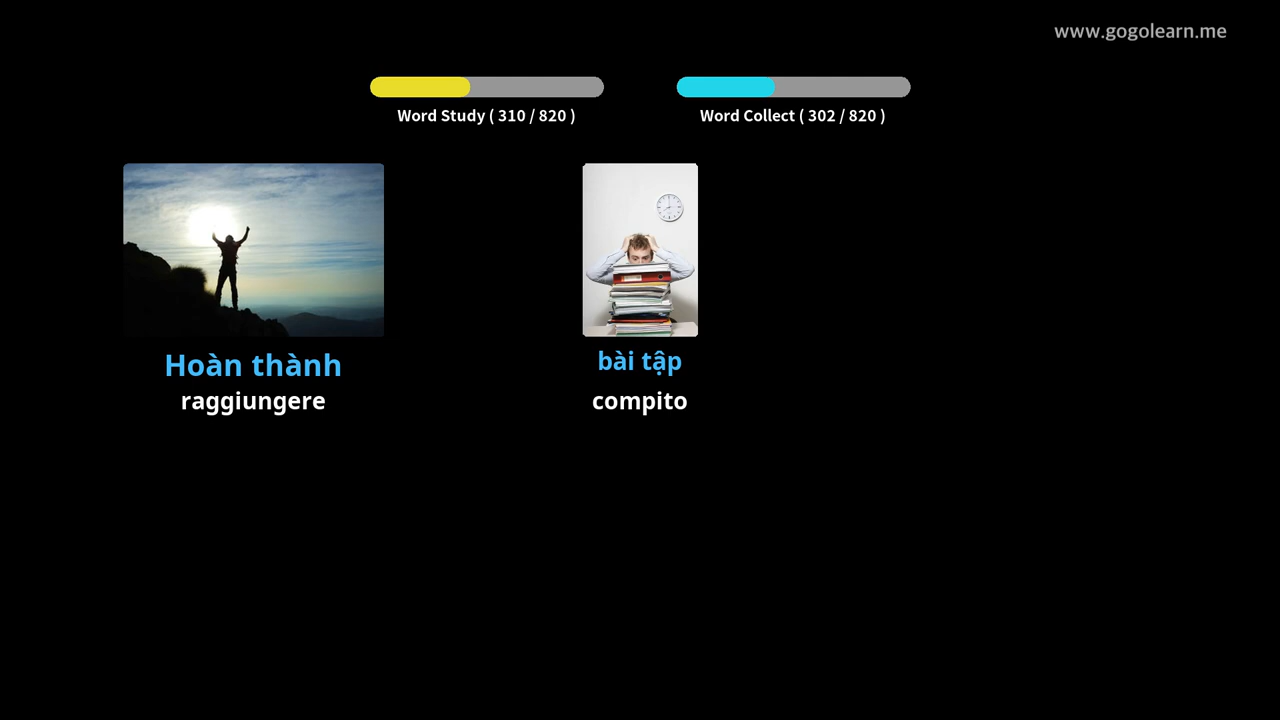 www.gogolearn.me
Word Study ( 310 / 820 )
Word Collect ( 302 / 820 )
Hoàn thành
raggiungere
bài tập
compito